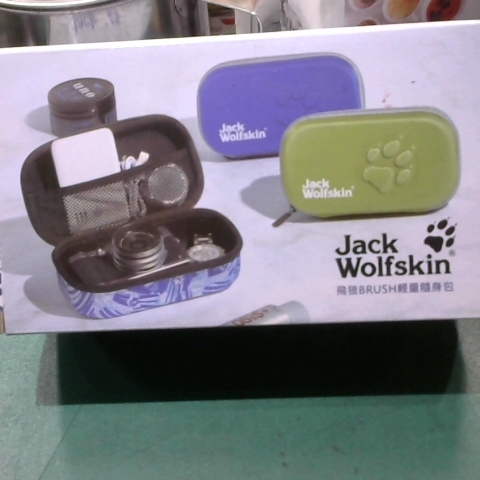 Jack
Wolfskin
Jack
Wolfskin
Jack
Wolfskin®
飛狼BRUSH輕量隨身包